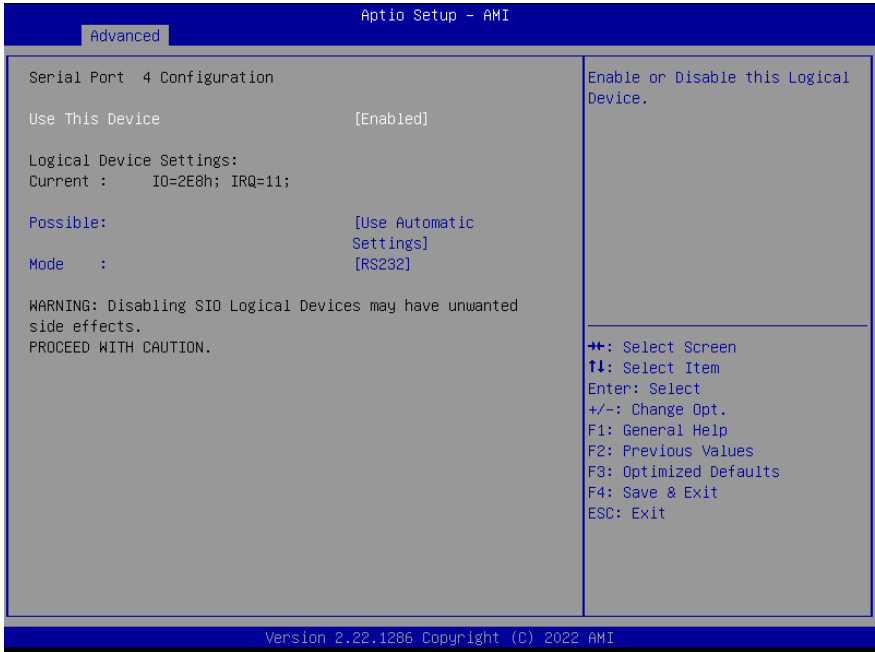 Aptio Setup – AMI
Advanced
Serial Port  4 Configuration
Use This Device [Enabled]
Logical Device Settings:
Current : IO=2E8h; IRQ=11;
Possible: [Use Automatic
Settings]
Mode : [RS232]
WARNING: Disabling SIO Logical Devices may have unwanted
side effects.
PROCEED WITH CAUTION.
Enable or Disable this Logical
Device.
→←: Select Screen
↑↓: Select Item
Enter: Select
+/-: Change Opt.
F1: General Help
F2: Previous Values
F3: Optimized Defaults
F4: Save & Exit
ESC: Exit
Version 2.22.1286 Copyright (C) 2022 AMI